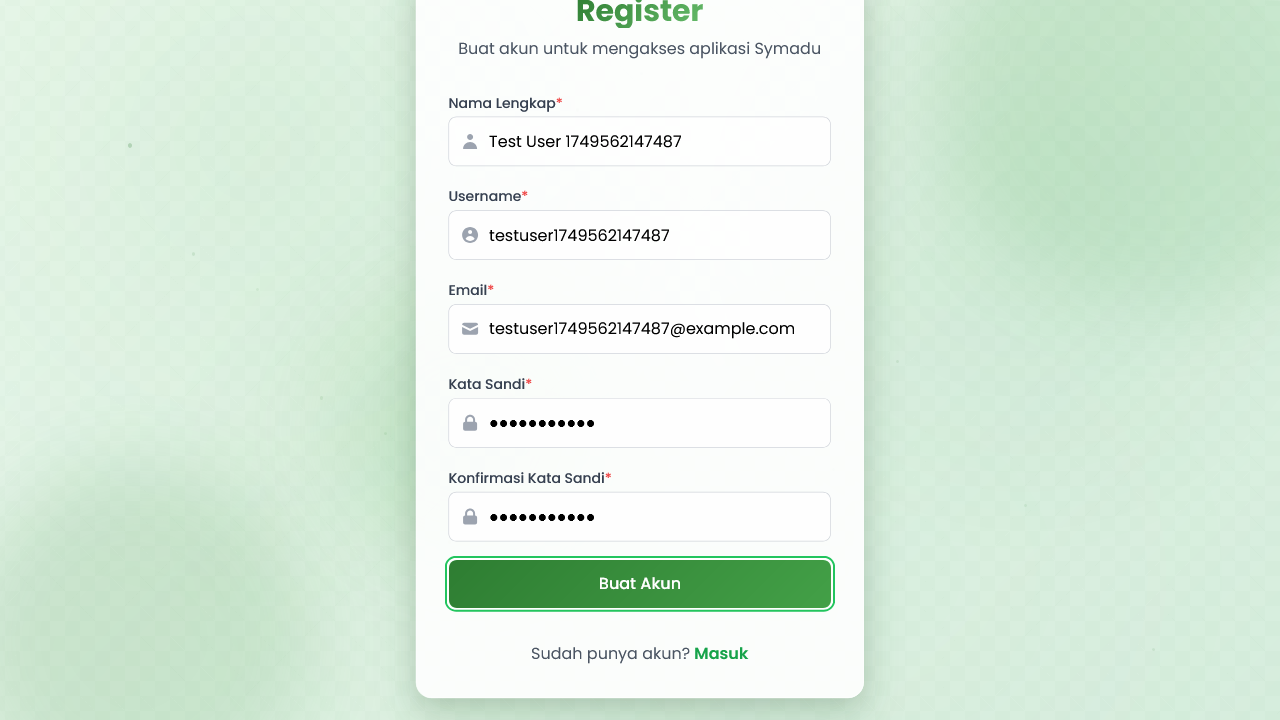 Register
Buat akun untuk mengakses aplikasi Symadu
Nama Lengkap*
Test User 1749562147487
Username*
testuser1749562147487
Email*
testuser1749562147487@example.com
Kata Sandi*
•••••••••••
Konfirmasi Kata Sandi*
•••••••••••
Buat Akun
Sudah punya akun? Masuk